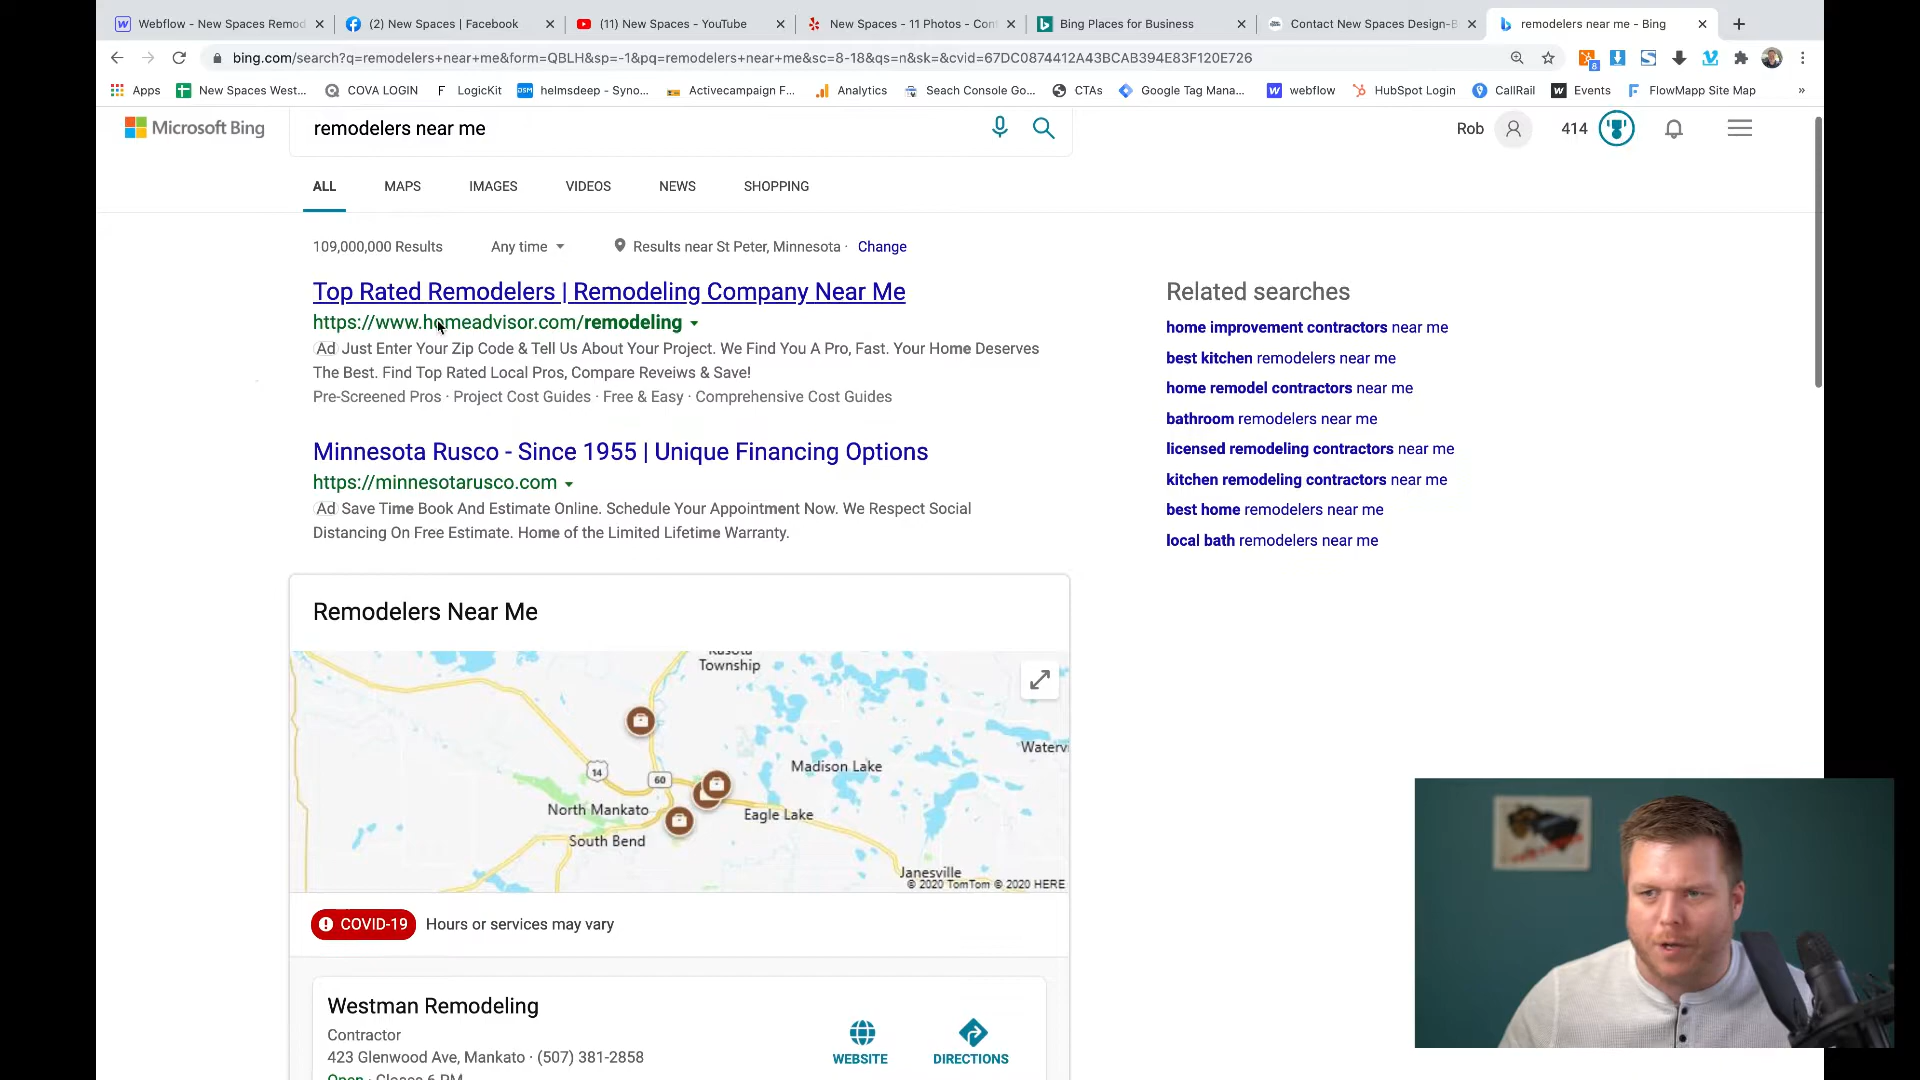 Webflow - New Spaces Remod
(2) New Spaces | Facebook
(11) New Spaces - YouTube
New Spaces - 11 Photos - Cont
Bing Places for Business
Contact New Spaces Design-B
remodelers near me - Bing
bing.com/search?q=remodelers+near+me&form=QBLH&sp=-1&pq=remodelers+near+me&sc=8-18&qs=n&sk=&cvid=67DC0874412A43BCAB394E83F120E726
8
Apps
New Spaces West...
COVA LOGIN
LogicKit
helmsdeep - Syno...
Activecampaign F...
Analytics
Seach Console Go...
CTAs
Google Tag Mana...
webflow
HubSpot Login
CallRail
Events
FlowMapp Site Map
»
Microsoft Bing
remodelers near me
Rob
414
ALL
MAPS
IMAGES
VIDEOS
NEWS
SHOPPING
109,000,000 Results
Any time
Results near St Peter, Minnesota · Change
Top Rated Remodelers | Remodeling Company Near Me
https://www.homeadvisor.com/remodeling
Ad Just Enter Your Zip Code & Tell Us About Your Project. We Find You A Pro, Fast. Your Home Deserves
The Best. Find Top Rated Local Pros, Compare Reveiws & Save!
Pre-Screened Pros · Project Cost Guides · Free & Easy · Comprehensive Cost Guides
Minnesota Rusco - Since 1955 | Unique Financing Options
https://minnesotarusco.com
Ad Save Time Book And Estimate Online. Schedule Your Appointment Now. We Respect Social
Distancing On Free Estimate. Home of the Limited Lifetime Warranty.
Related searches
home improvement contractors near me
best kitchen remodelers near me
home remodel contractors near me
bathroom remodelers near me
licensed remodeling contractors near me
kitchen remodeling contractors near me
best home remodelers near me
local bath remodelers near me
Remodelers Near Me
Kasota
Township
Waterv
14
60
Madison Lake
North Mankato
Eagle Lake
South Bend
Janesville
© 2020 TomTom © 2020 HERE
COVID-19 Hours or services may vary
Westman Remodeling
Contractor
423 Glenwood Ave, Mankato · (507) 381-2858
Open · Closes 6 PM
WEBSITE
DIRECTIONS